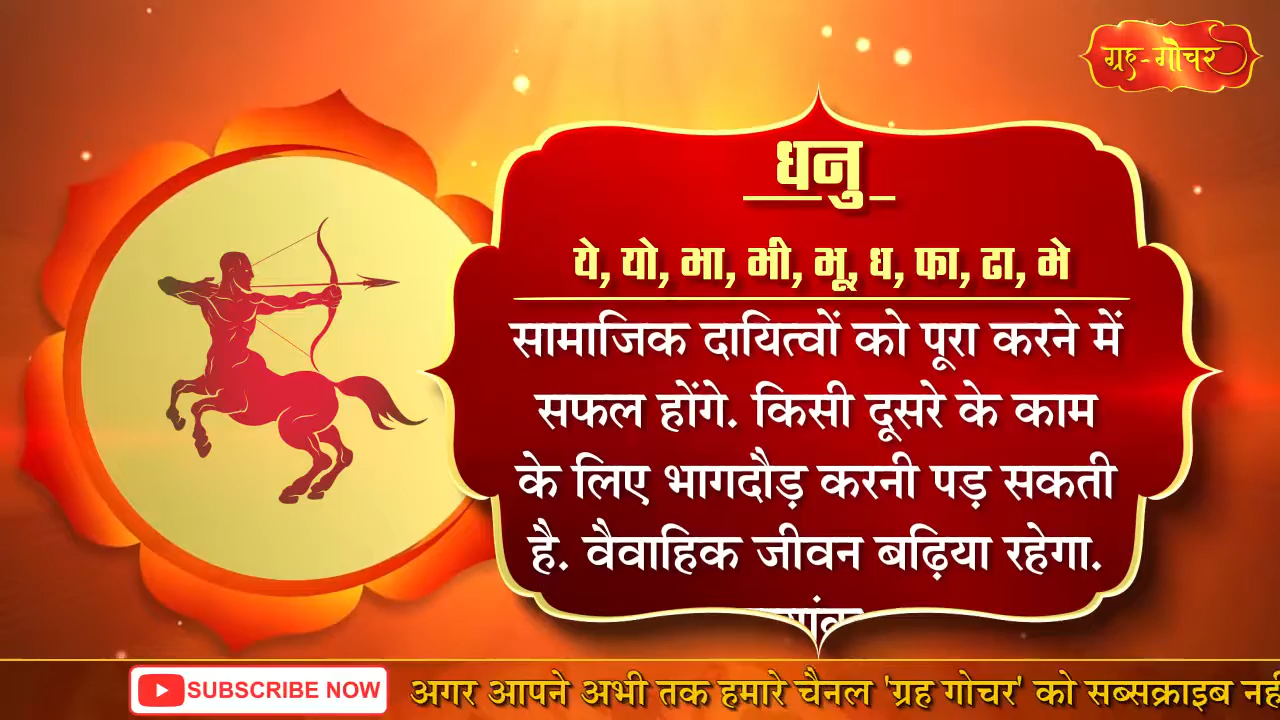 ग्रह-गोचर
धनु
ये, यो, भा, भी, भू, ध, फा, ढा, भे
सामाजिक दायित्वों को पूरा करने में
सफल होंगे. किसी दूसरे के काम
के लिए भागदौड़ करनी पड़ सकती
है. वैवाहिक जीवन बढ़िया रहेगा.
SUBSCRIBE NOW
अगर आपने अभी तक हमारे चैनल 'ग्रह गोचर' को सब्सक्राइब